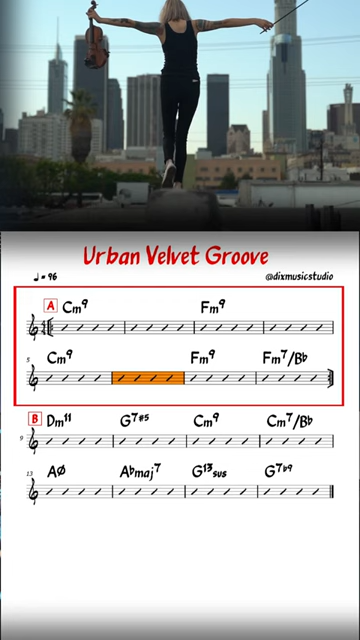 Urban Velvet Groove
♩ = 96 @dixmusicstudio
A Cm⁹ Fm⁹
5 Cm⁹ Fm⁹ Fm⁷/B♭
B Dm¹¹ G⁷♯⁵ Cm⁹ Cm⁷/B♭
9
13 AØ A♭maj⁷ G¹³sus G⁷♭⁹